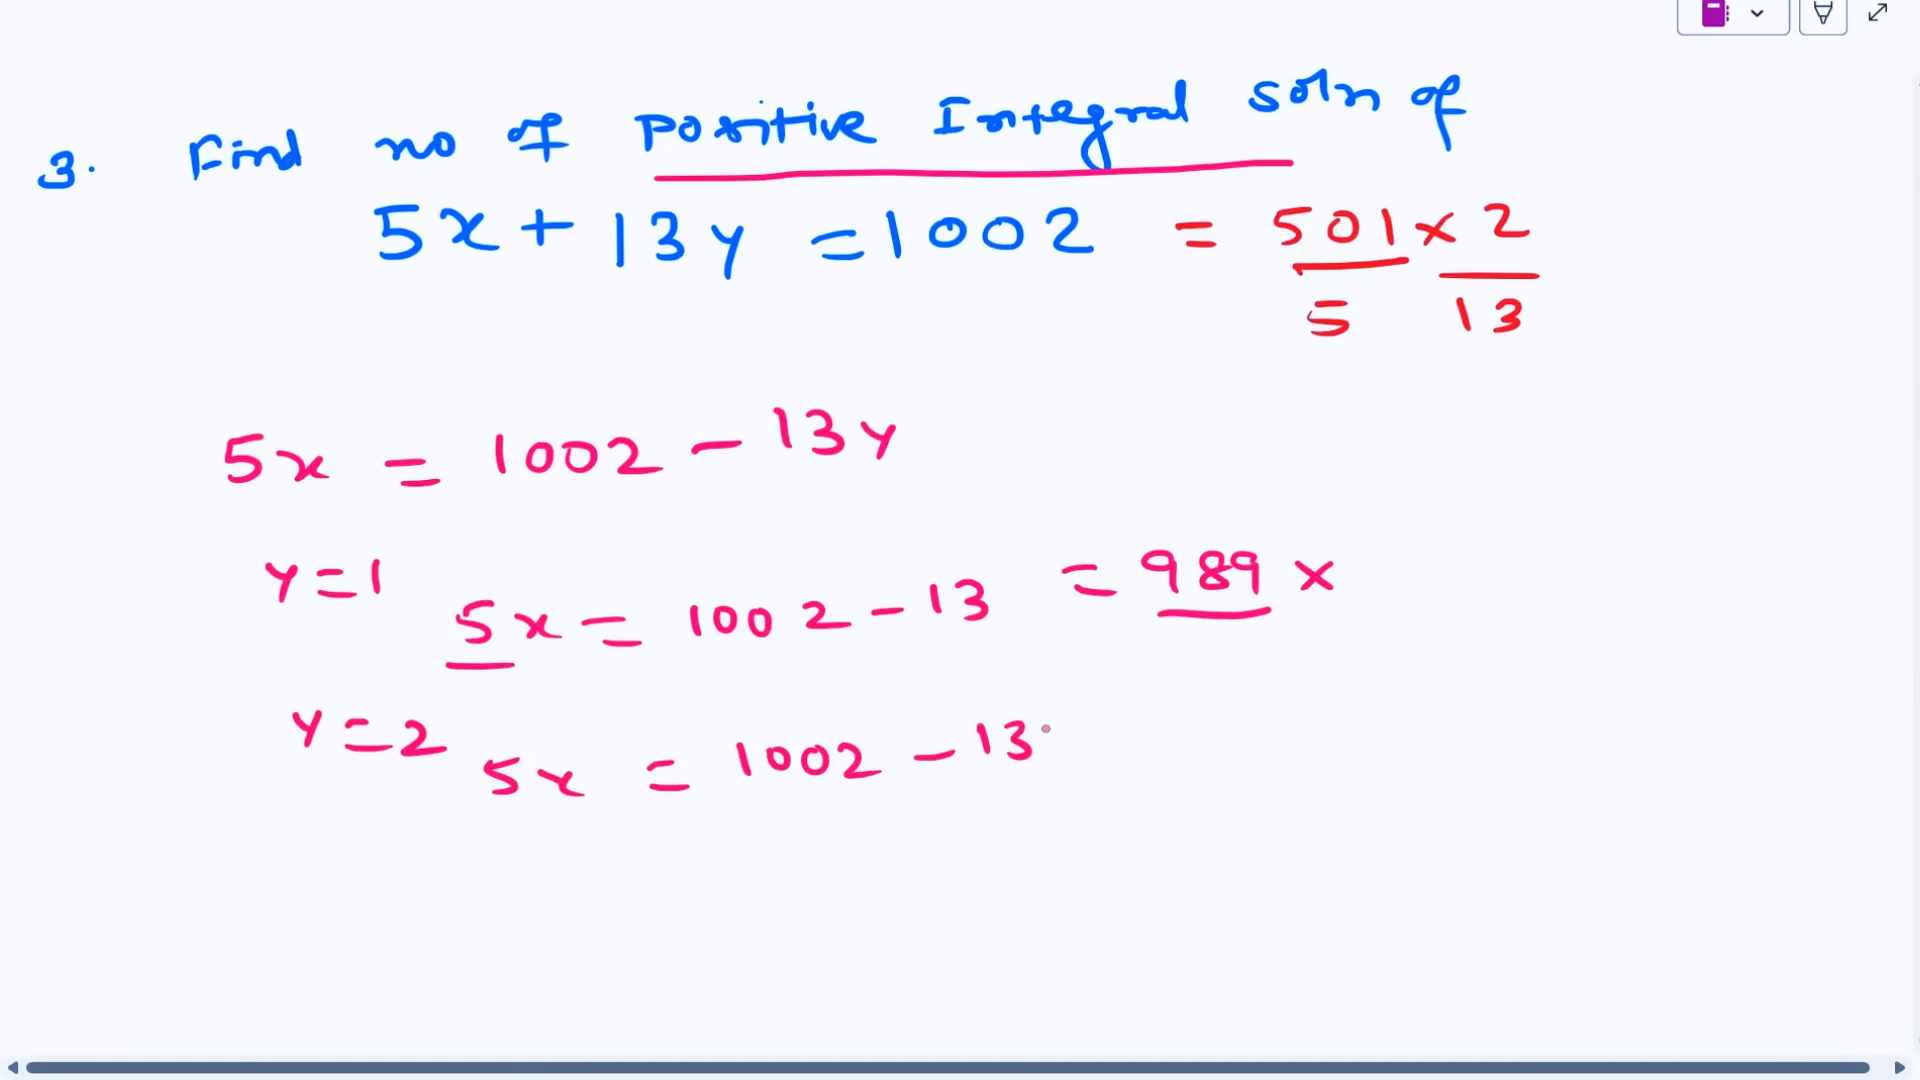 3. Find no of positive Integral soln of
5x + 13y = 1002 = 501 × 2
5 13
5x = 1002 - 13y
y = 1
5x = 1002 - 13 = 989 ×
y = 2
5x = 1002 - 13